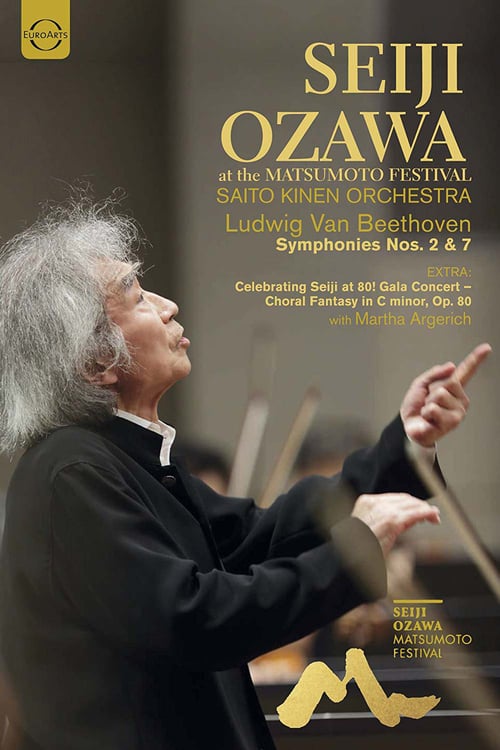 EUROARTS
SEIJI
OZAWA
at the MATSUMOTO FESTIVAL
SAITO KINEN ORCHESTRA
Ludwig Van Beethoven
Symphonies Nos. 2 & 7
EXTRA:
Celebrating Seiji at 80! Gala Concert –
Choral Fantasy in C minor, Op. 80
with Martha Argerich
SEIJI
OZAWA
MATSUMOTO
FESTIVAL